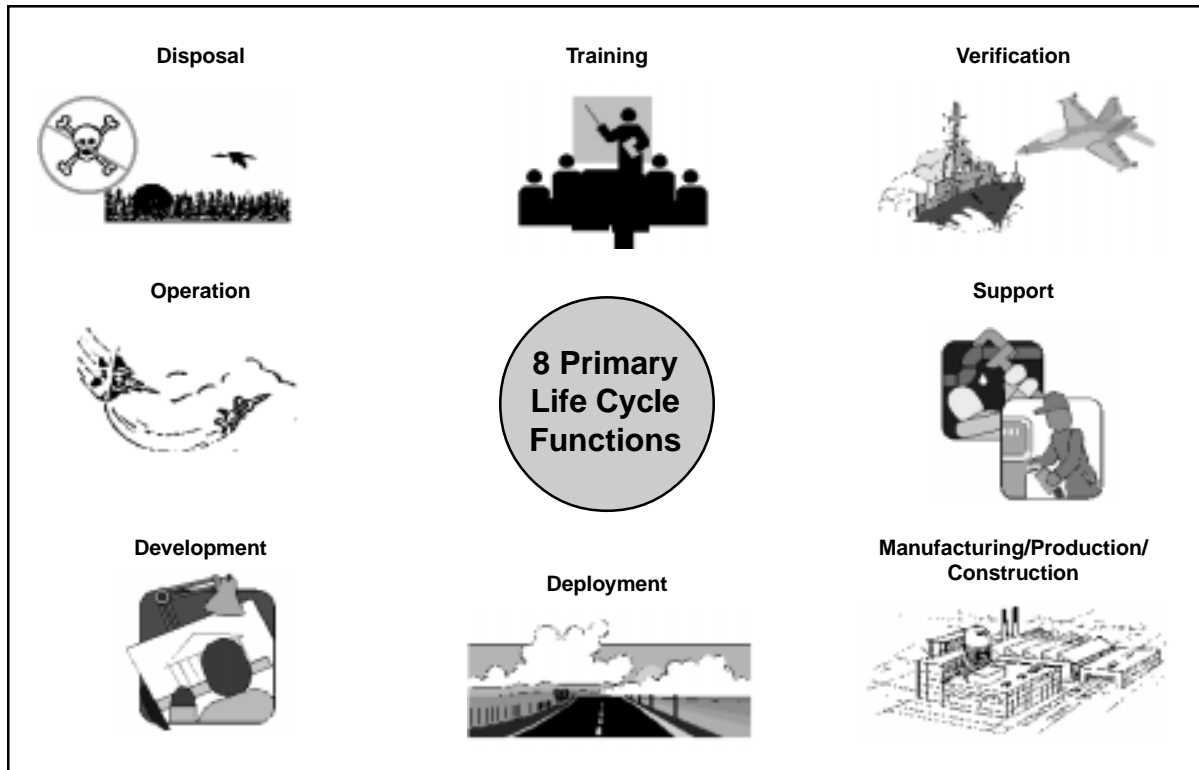 Disposal
Training
Verification
Operation
8 Primary
Life Cycle
Functions
Support
Development
Deployment
Manufacturing/Production/
Construction